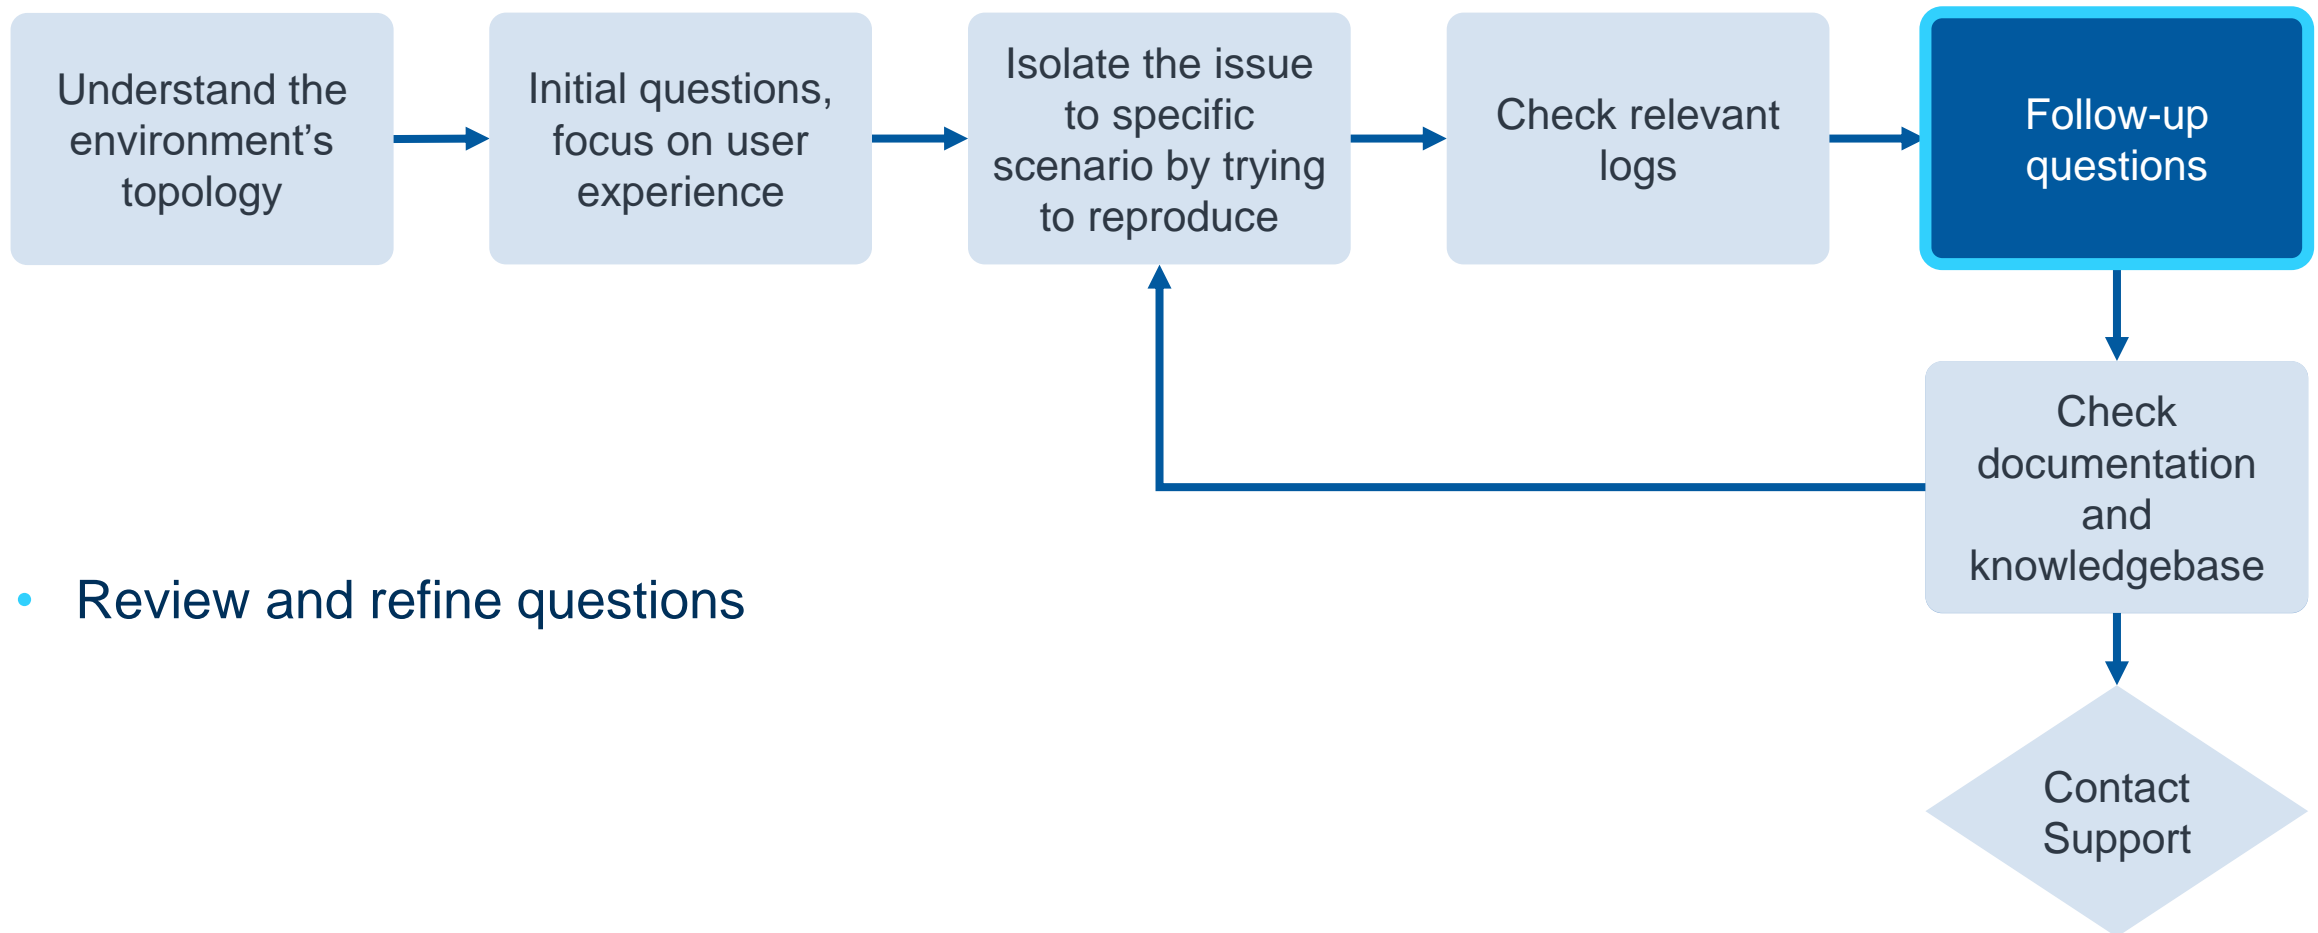 Understand the
environment’s
topology
Initial questions,
focus on user
experience
Isolate the issue
to specific
scenario by trying
to reproduce
Check relevant
logs
Follow-up
questions
Check
documentation
and
knowledgebase
• Review and refine questions
Contact
Support